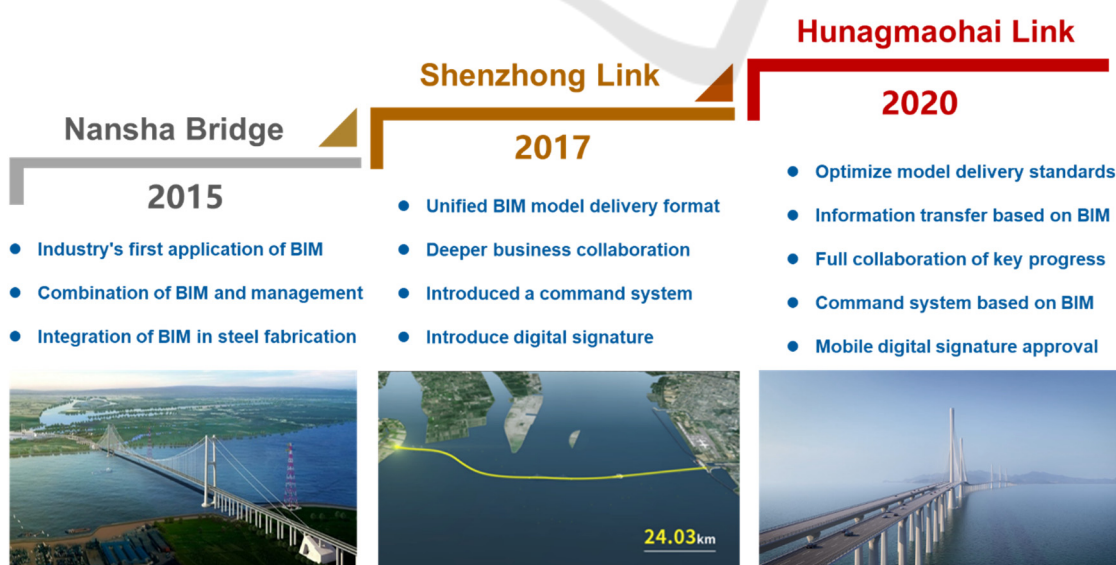 Nansha Bridge
2015
Industry's first application of BIM
Combination of BIM and management
Integration of BIM in steel fabrication
Shenzhong Link
2017
Unified BIM model delivery format
Deeper business collaboration
Introduced a command system
Introduce digital signature
24.03km
Hunagmaohai Link
2020
Optimize model delivery standards
Information transfer based on BIM
Full collaboration of key progress
Command system based on BIM
Mobile digital signature approval